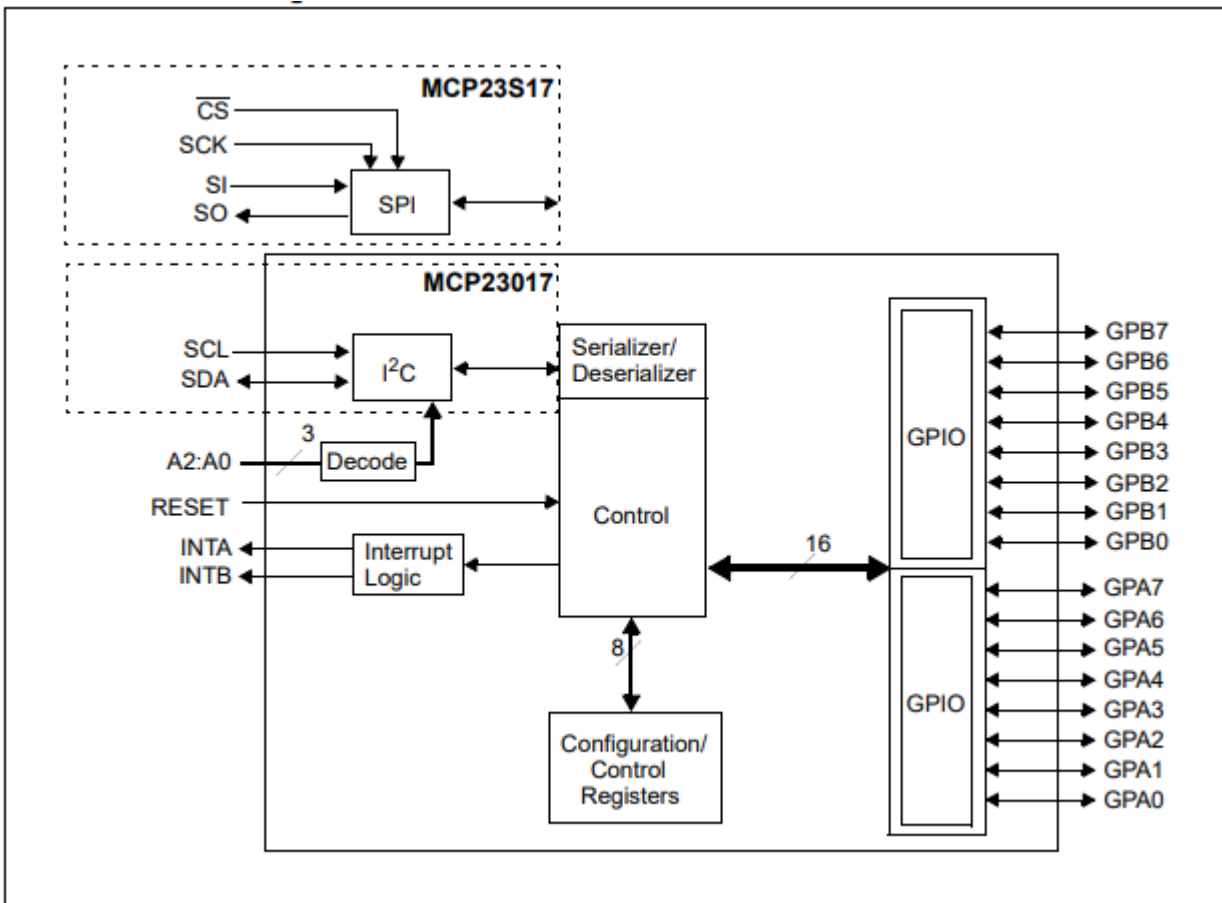 MCP23S17
CS
SCK
SI
SO
SPI
MCP23017
SCL
SDA
I²C
Serializer/
Deserializer
3
A2:A0
Decode
RESET
Control
INTA
INTB
Interrupt
Logic
16
8
Configuration/
Control
Registers
GPIO
GPB7
GPB6
GPB5
GPB4
GPB3
GPB2
GPB1
GPB0
GPIO
GPA7
GPA6
GPA5
GPA4
GPA3
GPA2
GPA1
GPA0